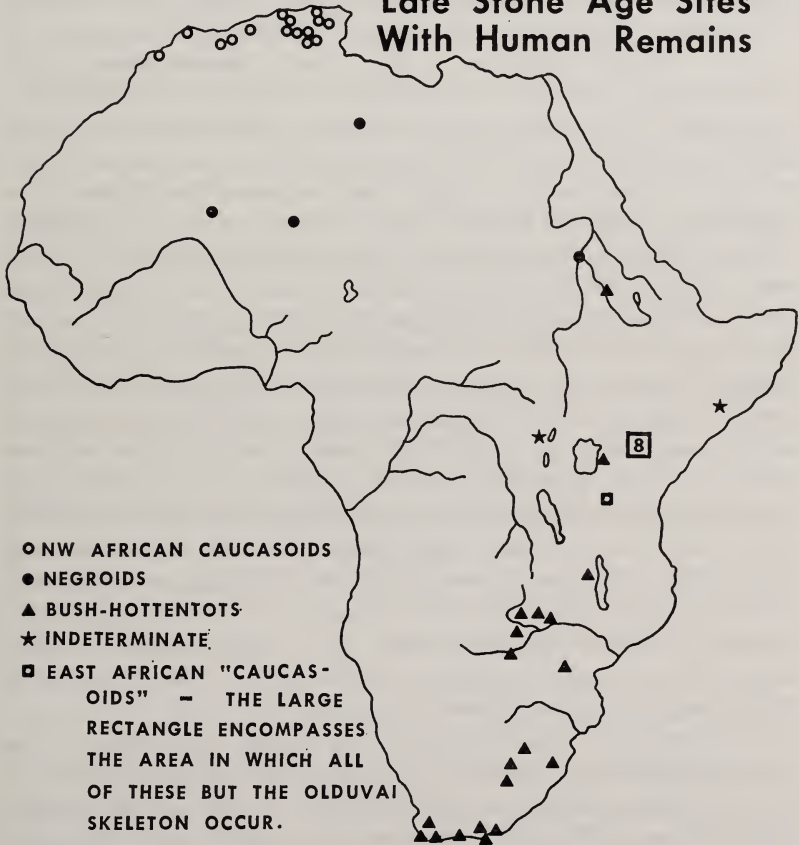 Late Stone Age Sites
With Human Remains
8
NW AFRICAN CAUCASOIDS
NEGROIDS
BUSH-HOTTENTOTS
INDETERMINATE
EAST AFRICAN "CAUCAS-
OIDS" – THE LARGE
RECTANGLE ENCOMPASSES
THE AREA IN WHICH ALL
OF THESE BUT THE OLDUVAI
SKELETON OCCUR.